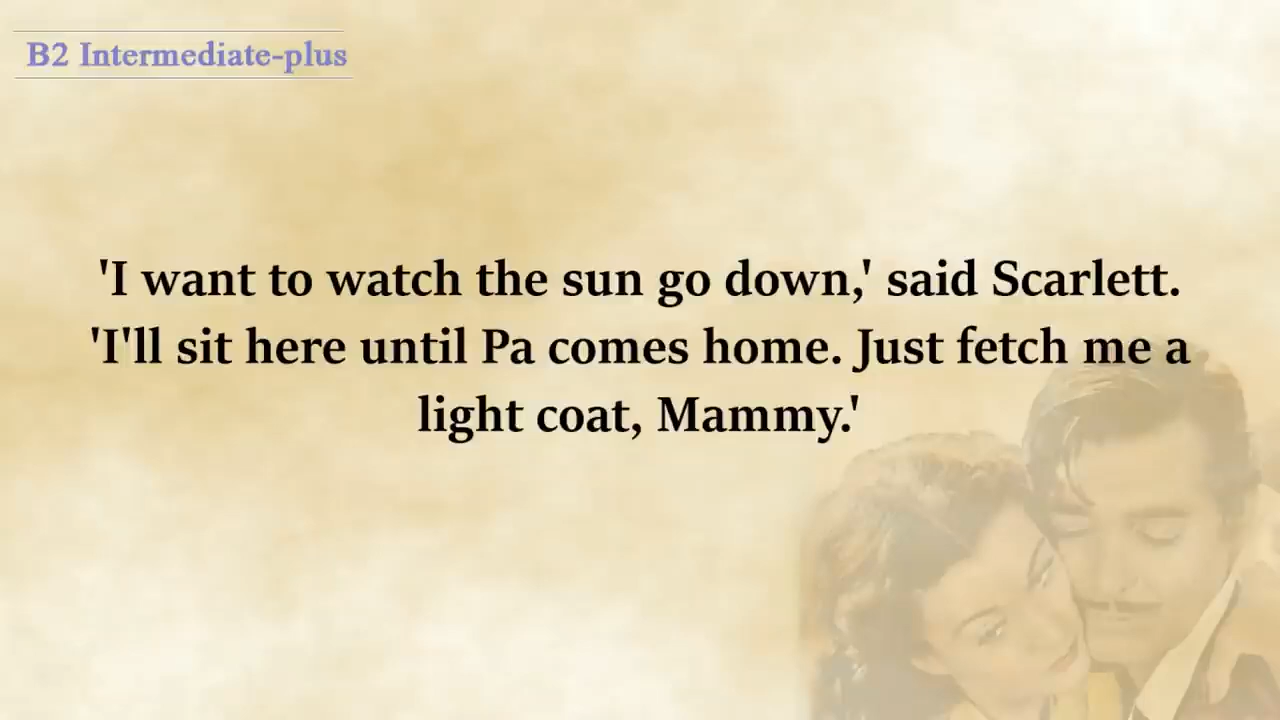 B2 Intermediate-plus
'I want to watch the sun go down,' said Scarlett.
'I'll sit here until Pa comes home. Just fetch me a
light coat, Mammy.'